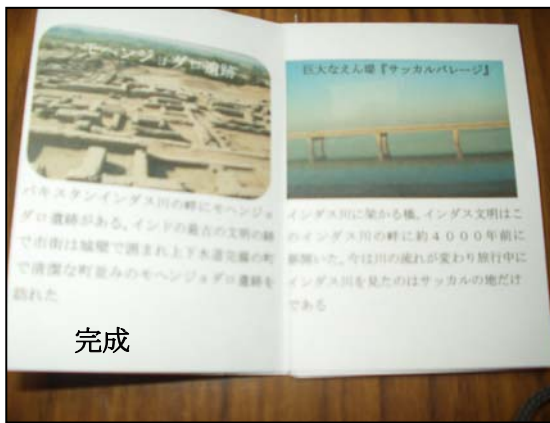 モヘンジョダロ遺跡
パキスタンインダス川の畔にモヘンジョ
ダロ遺跡がある、インドの最古の文明の跡
で市街は城壁で囲まれ上下水道完備の町
で清潔な町並みのモヘンジョダロ遺跡を
訪れた
完成
巨大なえん堤『サッカルバレージ』
インダス川に架かる橋、インダス文明はこ
のインダス川の畔に約4000年前に
華開いた、今は川の流れが変わり旅行中に
インダス川を見たのはサッカルの地だけ
である